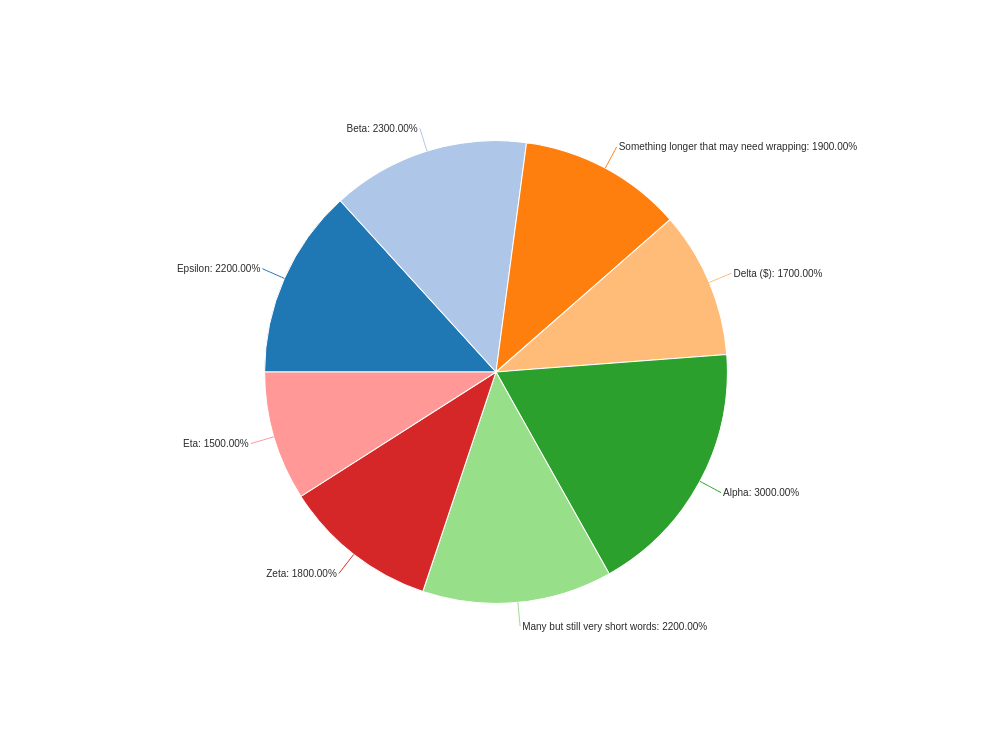 Beta: 2300.00%
Something longer that may need wrapping: 1900.00%
Epsilon: 2200.00%
Delta ($): 1700.00%
Eta: 1500.00%
Alpha: 3000.00%
Zeta: 1800.00%
Many but still very short words: 2200.00%